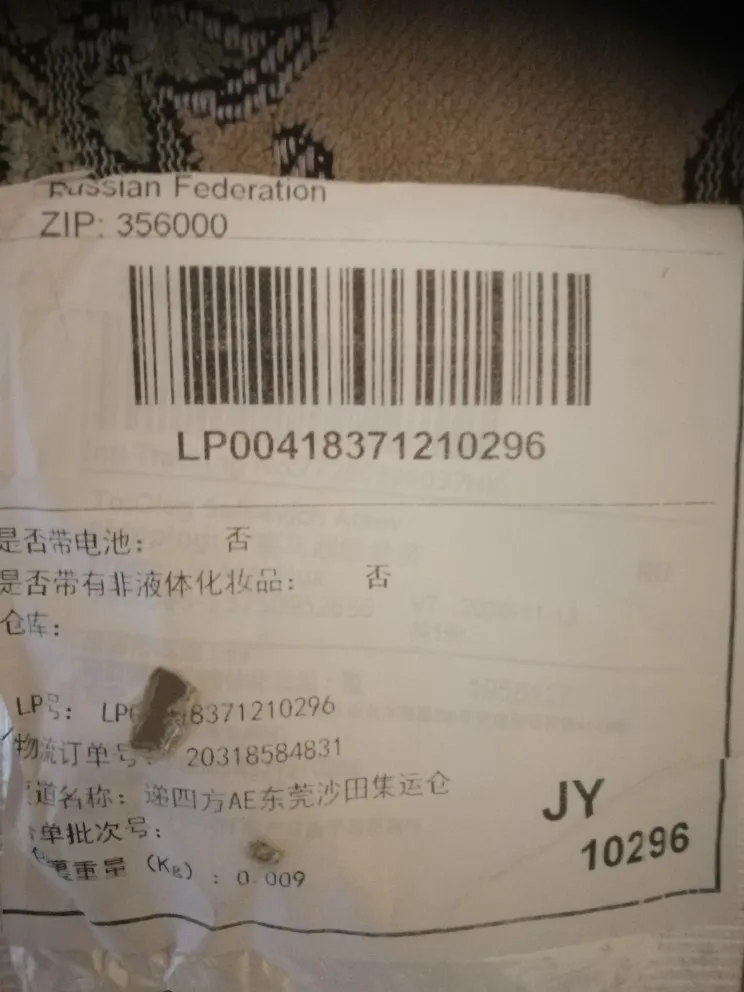 Russian Federation
ZIP: 356000
LP00418371210296
是否带电池: 否
是否带有非液体化妆品: 否
仓库:
LP号: 8371210296
物流订单号: 20318584831
道名称: 递四方AE东莞沙田集运仓
单批次号:
重量 (Kg) : 0.009
JY
10296